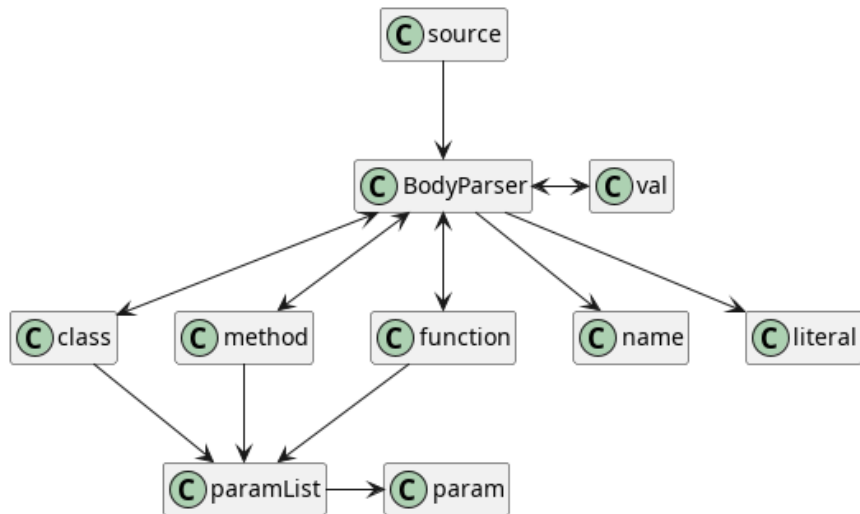 C source
C BodyParser
C val
C class
C method
C function
C name
C literal
C paramList
C param